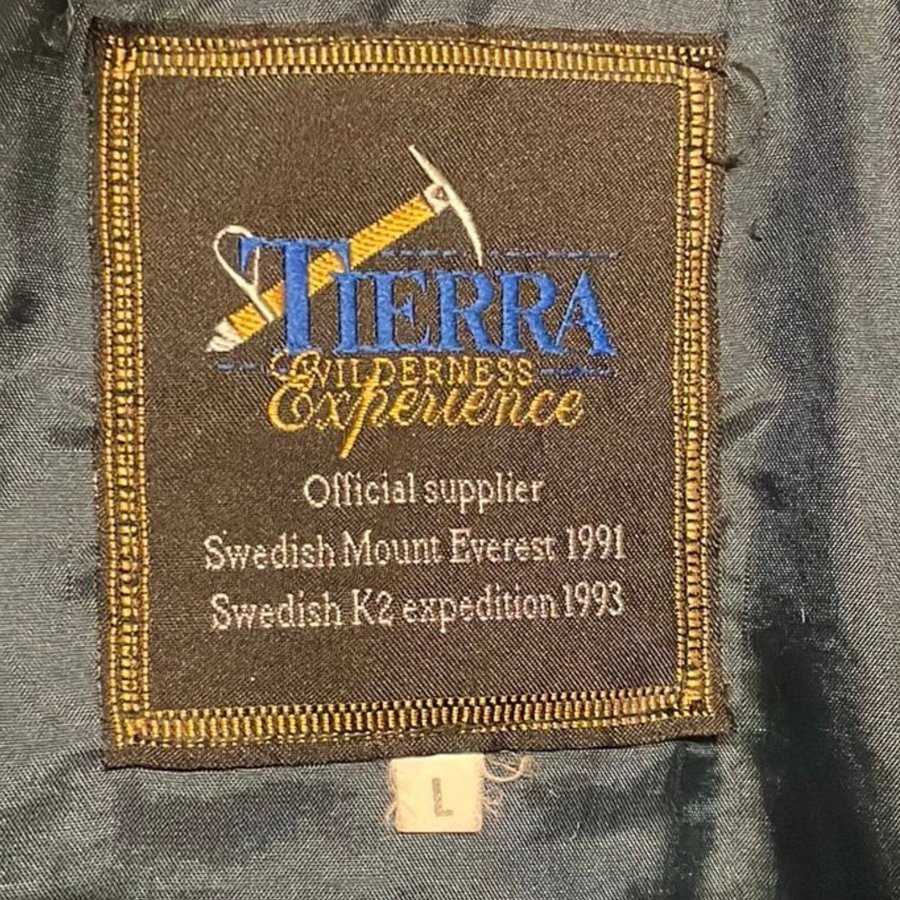 TIERRA
WILDERNESS
Experience
Official supplier
Swedish Mount Everest 1991
Swedish K2 expedition 1993
L